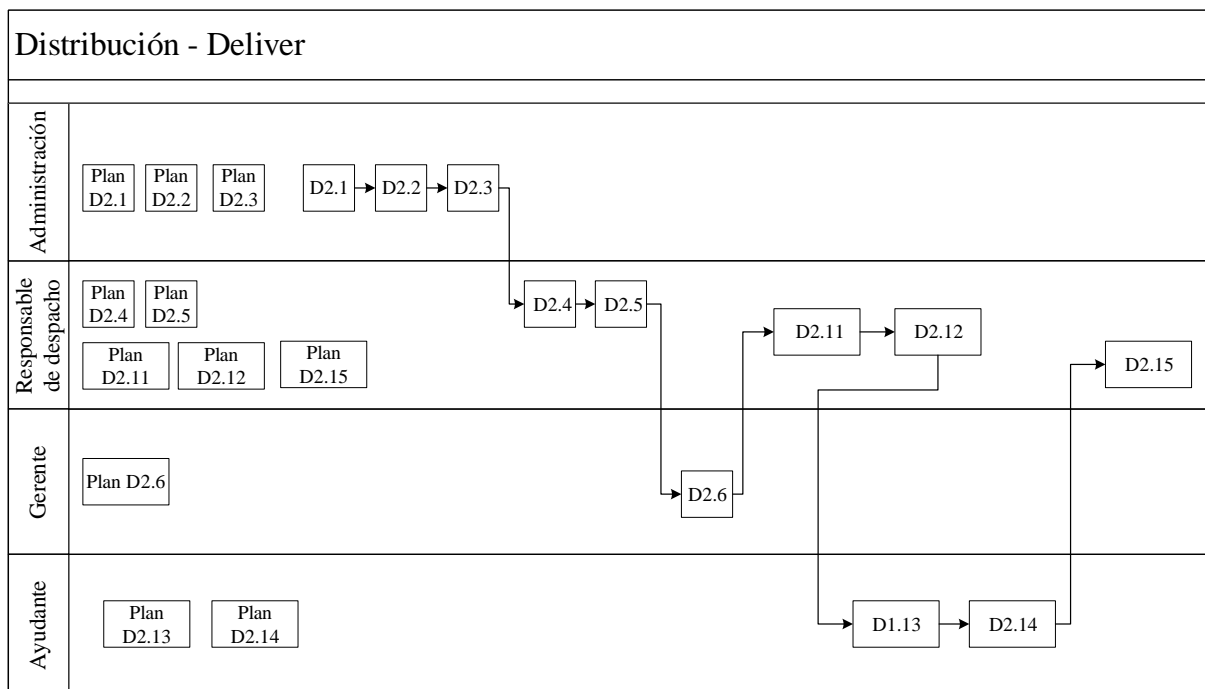 Distribución - Deliver
Administración
Plan
D2.1
Plan
D2.2
Plan
D2.3
D2.1
D2.2
D2.3
Responsable
de despacho
Plan
D2.4
Plan
D2.5
Plan
D2.11
Plan
D2.12
Plan
D2.15
D2.4
D2.5
D2.11
D2.12
D2.15
Gerente
Plan D2.6
D2.6
Ayudante
Plan
D2.13
Plan
D2.14
D1.13
D2.14